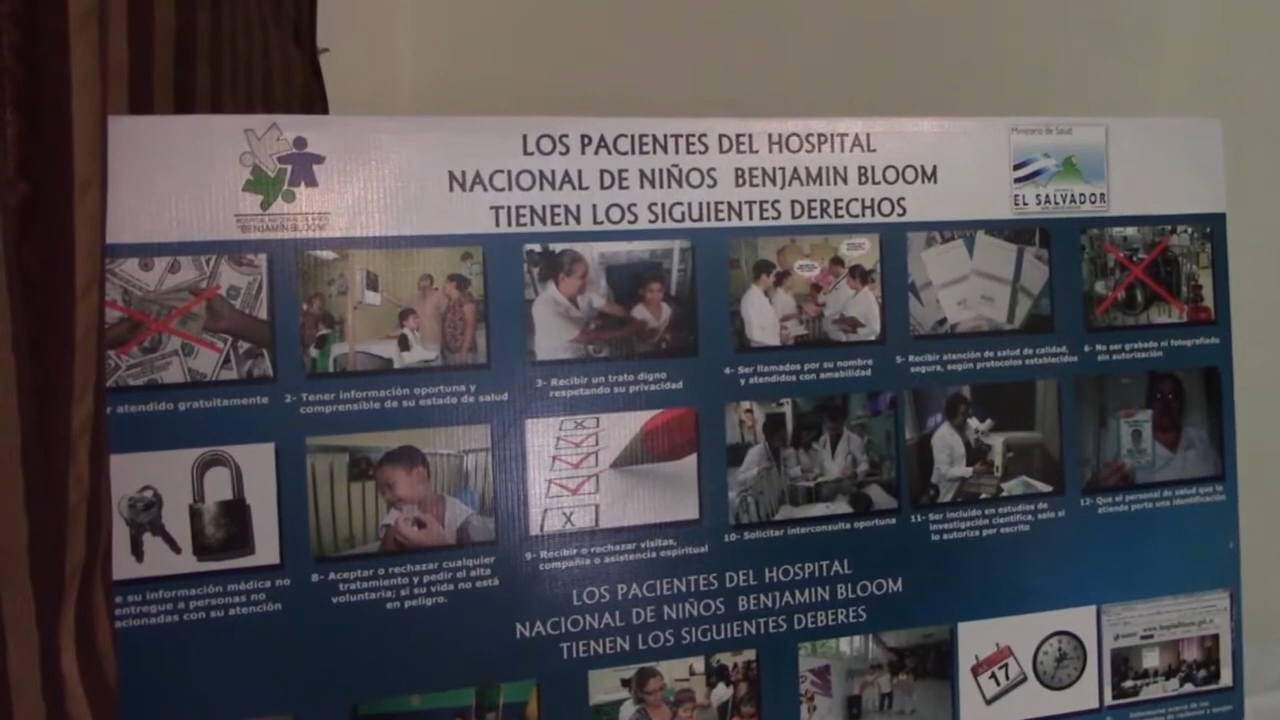 LOS PACIENTES DEL HOSPITAL
NACIONAL DE NIÑOS BENJAMIN BLOOM
TIENEN LOS SIGUIENTES DERECHOS
HOSPITAL NACIONAL DE NIÑOS
"BENJAMIN BLOOM"
Ministerio de Salud
EL SALVADOR
r atendido gratuitamente
2- Tener información oportuna y
comprensible de su estado de salud
3- Recibir un trato digno
respetando su privacidad
4- Ser llamados por su nombre
y atendidos con amabilidad
5- Recibir atención de salud de calidad,
segura, según protocolos establecidos
6- No ser grabado ni fotografiado
sin autorización
e su información médica no
entregue a personas no
acionadas con su atención
8- Aceptar o rechazar cualquier
tratamiento y pedir el alta
voluntaria; si su vida no está
en peligro.
9- Recibir o rechazar visitas,
compañía o asistencia espiritual
10- Solicitar interconsulta oportuna
11- Ser incluido en estudios de
investigación científica, solo si
lo autoriza por escrito
12- Que el personal de salud que lo
atiende porte una identificación
LOS PACIENTES DEL HOSPITAL
NACIONAL DE NIÑOS BENJAMIN BLOOM
TIENEN LOS SIGUIENTES DEBERES
17